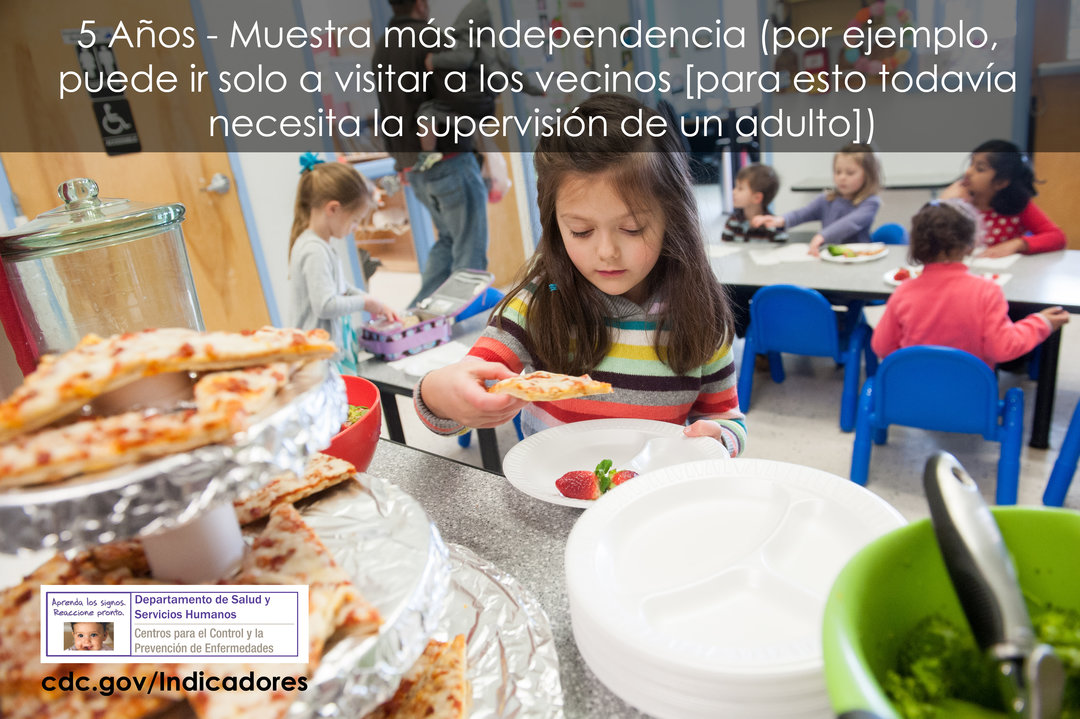 5 Años - Muestra más independencia (por ejemplo,
puede ir solo a visitar a los vecinos [para esto todavía
necesita la supervisión de un adulto])
Aprenda los signos.
Reaccione pronto.
Departamento de Salud y
Servicios Humanos
Centros para el Control y la
Prevención de Enfermedades
cdc.gov/Indicadores